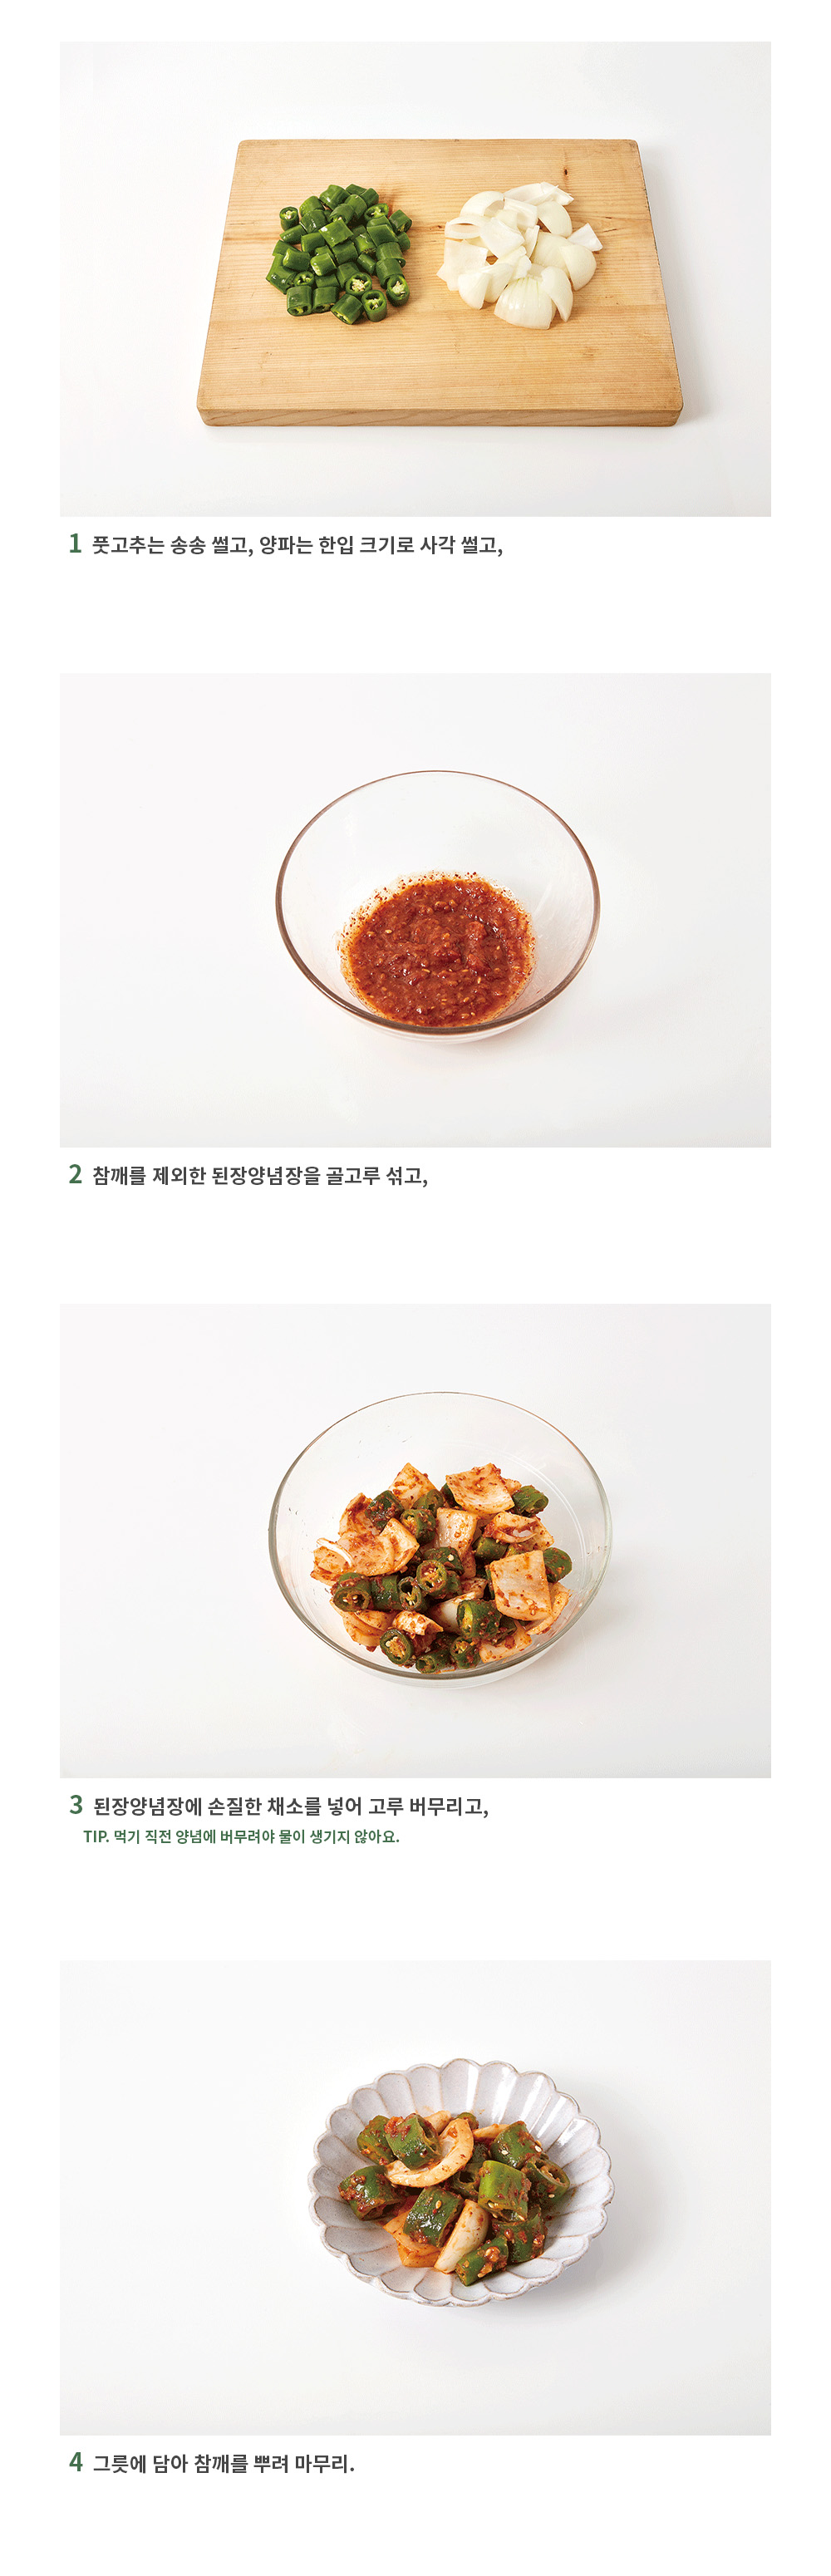 1 풋고추는 송송 썰고, 양파는 한입 크기로 사각 썰고,
2 참깨를 제외한 된장양념장을 골고루 섞고,
3 된장양념장에 손질한 채소를 넣어 고루 버무리고,
TIP. 먹기 직전 양념에 버무려야 물이 생기지 않아요.
4 그릇에 담아 참깨를 뿌려 마무리.